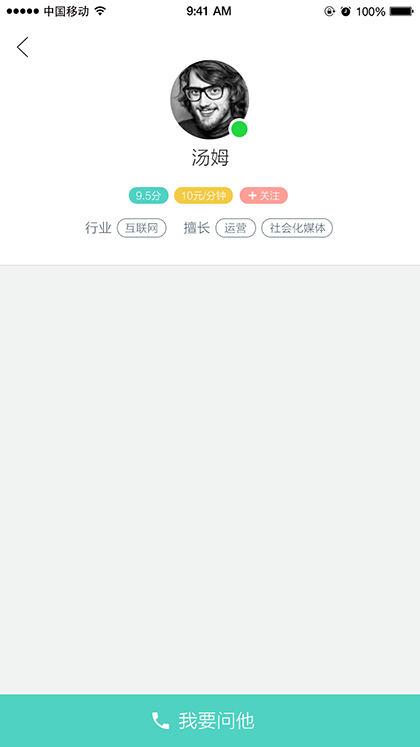 中国移动 9:41 AM 100%
汤姆
9.5分 10元/分钟 + 关注
行业 互联网 擅长 运营 社会化媒体
我要问他